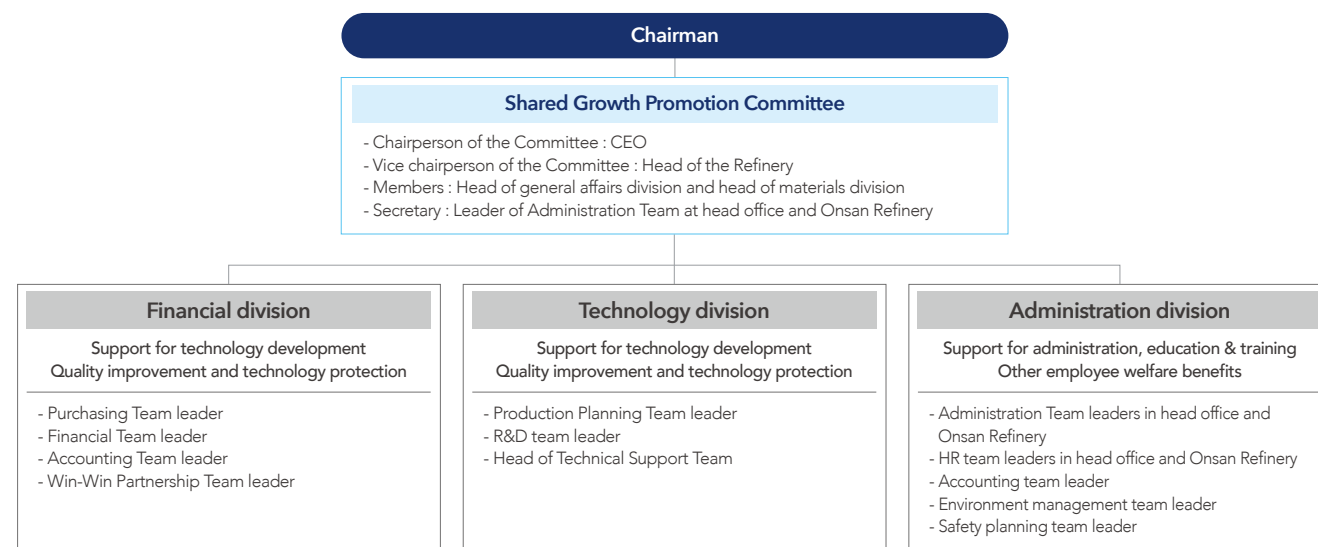 Chairman
Shared Growth Promotion Committee
- Chairperson of the Committee : CEO
- Vice chairperson of the Committee : Head of the Refinery
- Members : Head of general affairs division and head of materials division
- Secretary : Leader of Administration Team at head office and Onsan Refinery
Financial division
Support for technology development
Quality improvement and technology protection
- Purchasing Team leader
- Financial Team leader
- Accounting Team leader
- Win-Win Partnership Team leader
Technology division
Support for technology development
Quality improvement and technology protection
- Production Planning Team leader
- R&D team leader
- Head of Technical Support Team
Administration division
Support for administration, education & training
Other employee welfare benefits
- Administration Team leaders in head office and
Onsan Refinery
- HR team leaders in head office and Onsan Refinery
- Accounting team leader
- Environment management team leader
- Safety planning team leader